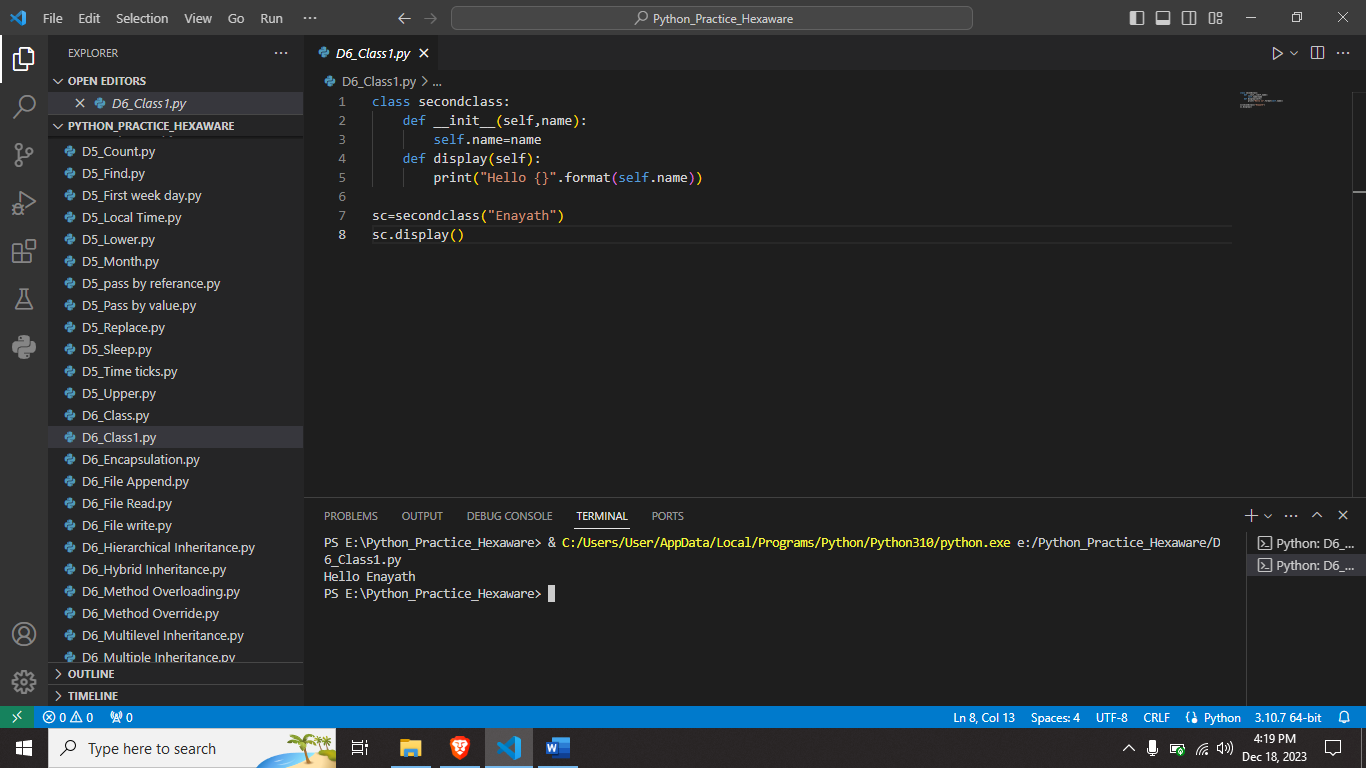 File Edit Selection View Go Run ···
Python_Practice_Hexaware
EXPLORER ···
OPEN EDITORS
D6_Class1.py
PYTHON_PRACTICE_HEXAWARE
D5_Count.py
D5_Find.py
D5_First week day.py
D5_Local Time.py
D5_Lower.py
D5_Month.py
D5_pass by referance.py
D5_Pass by value.py
D5_Replace.py
D5_Sleep.py
D5_Time ticks.py
D5_Upper.py
D6_Class.py
D6_Class1.py
D6_Encapsulation.py
D6_File Append.py
D6_File Read.py
D6_File write.py
D6_Hierarchical Inheritance.py
D6_Hybrid Inheritance.py
D6_Method Overloading.py
D6_Method Override.py
D6_Multilevel Inheritance.py
D6_Multiple Inheritance.py
OUTLINE
TIMELINE
D6_Class1.py
D6_Class1.py > ...
1 class secondclass:
2     def __init__(self,name):
3         self.name=name
4     def display(self):
5         print("Hello {}".format(self.name))
6
7 sc=secondclass("Enayath")
8 sc.display()
PROBLEMS OUTPUT DEBUG CONSOLE TERMINAL PORTS
PS E:\Python_Practice_Hexaware> & C:/Users/User/AppData/Local/Programs/Python/Python310/python.exe e:/Python_Practice_Hexaware/D
6_Class1.py
Hello Enayath
PS E:\Python_Practice_Hexaware>
Python: D6_...
Python: D6_...
0 0 0 Ln 8, Col 13 Spaces: 4 UTF-8 CRLF Python 3.10.7 64-bit
Type here to search
4:19 PM
Dec 18, 2023